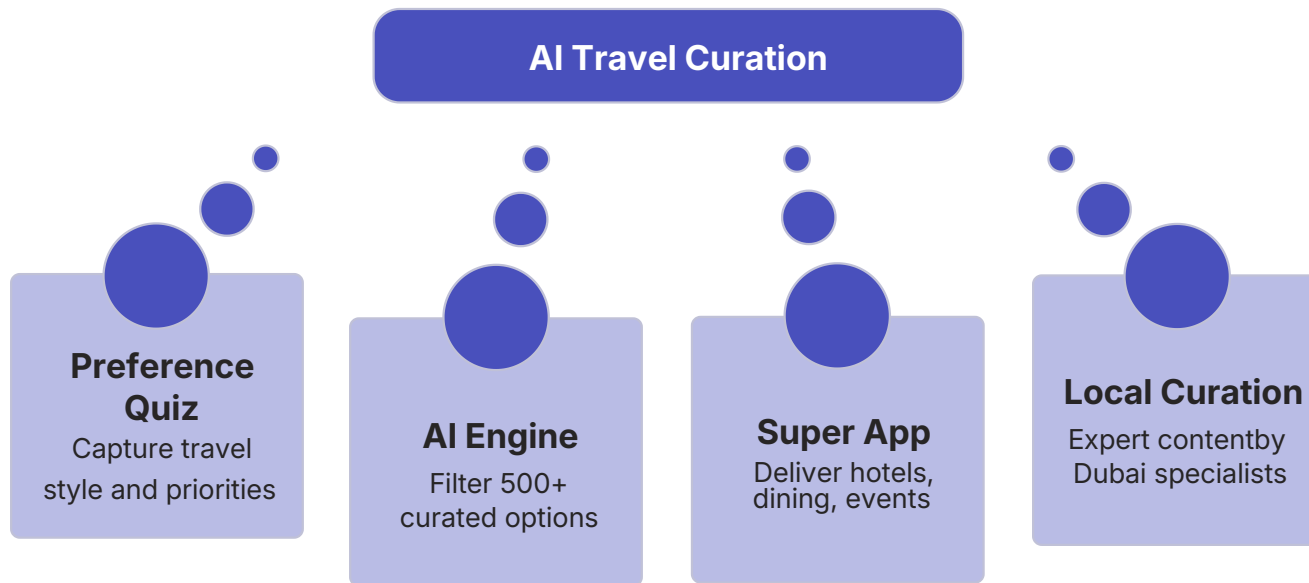 AI Travel Curation
Preference
Quiz
Capture travel
style and priorities
AI Engine
Filter 500+
curated options
Super App
Deliver hotels,
dining, events
Local Curation
Expert contentby
Dubai specialists